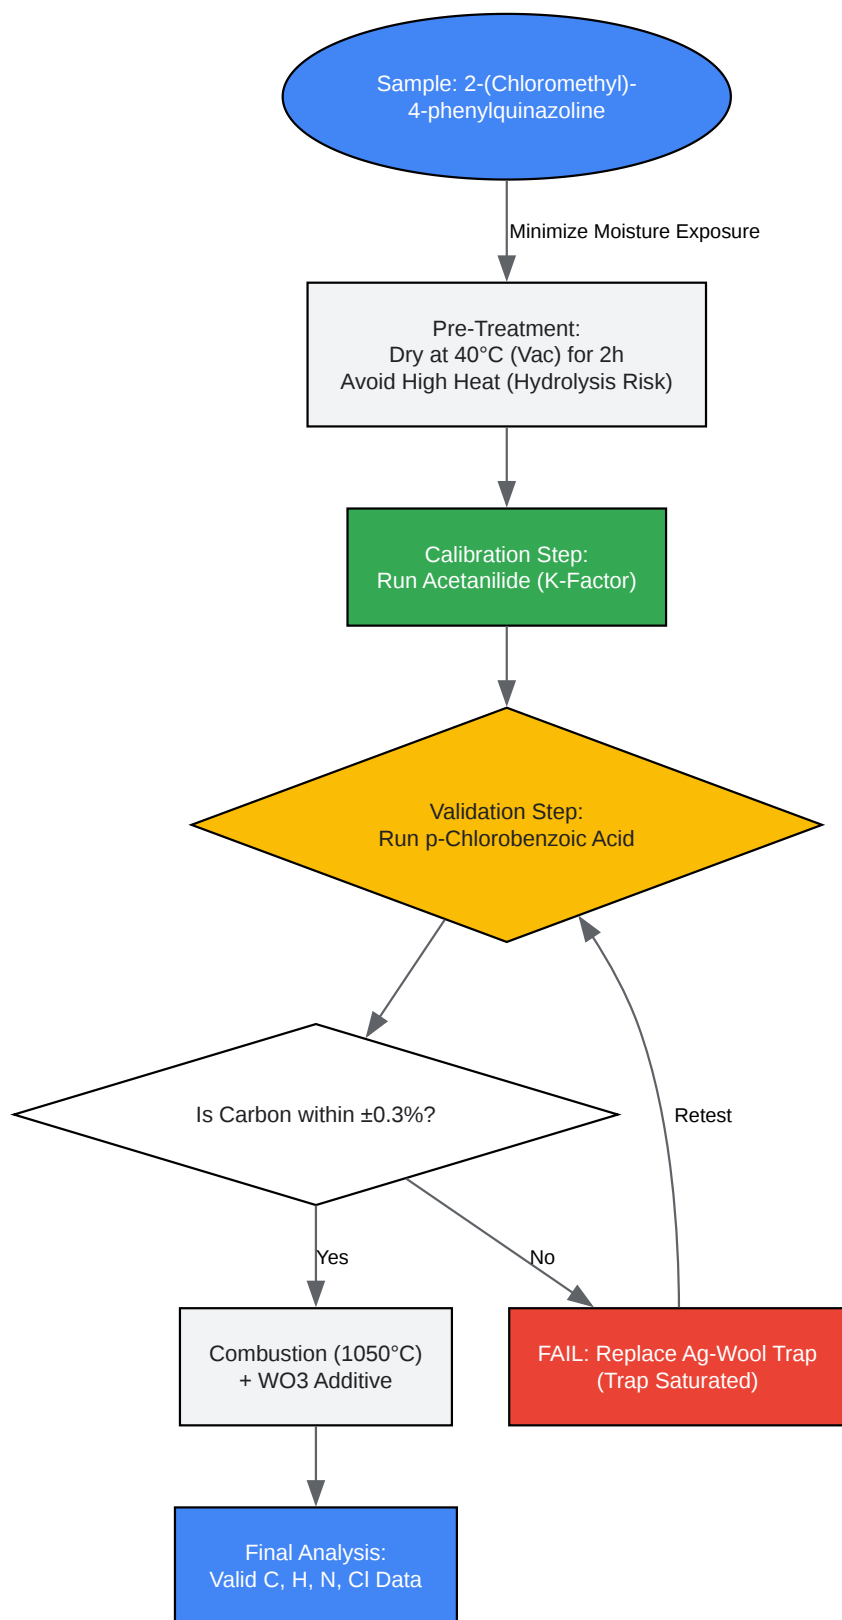 Sample: 2-(Chloromethyl)-
4-phenylquinazoline
Minimize Moisture Exposure
Pre-Treatment:
Dry at 40°C (Vac) for 2h
Avoid High Heat (Hydrolysis Risk)
Calibration Step:
Run Acetanilide (K-Factor)
Validation Step:
Run p-Chlorobenzoic Acid
Is Carbon within ±0.3%?
Retest
Yes
No
Combustion (1050°C)
+ WO3 Additive
FAIL: Replace Ag-Wool Trap
(Trap Saturated)
Final Analysis:
Valid C, H, N, Cl Data